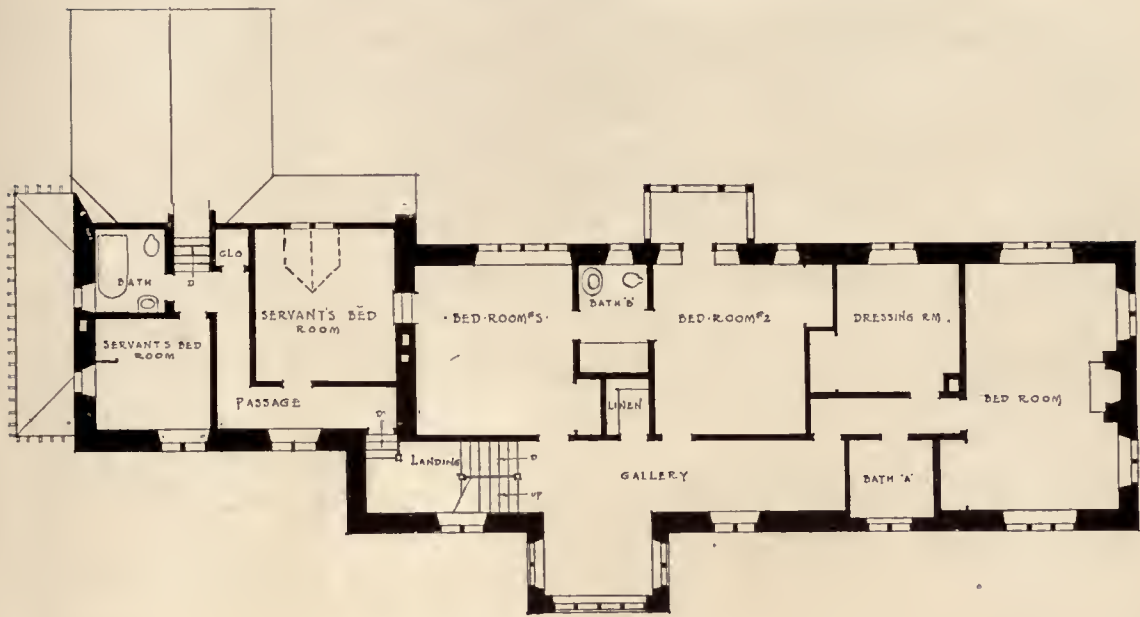 BATH
D
CLO
SERVANT'S BED
ROOM
SERVANT'S BED
ROOM
PASSAGE
D
LANDING
D
UP
· BED·ROOM #3 ·
BATH 'B'
BED·ROOM #2
LINEN
GALLERY
DRESSING RM.
BED ROOM
BATH 'A'